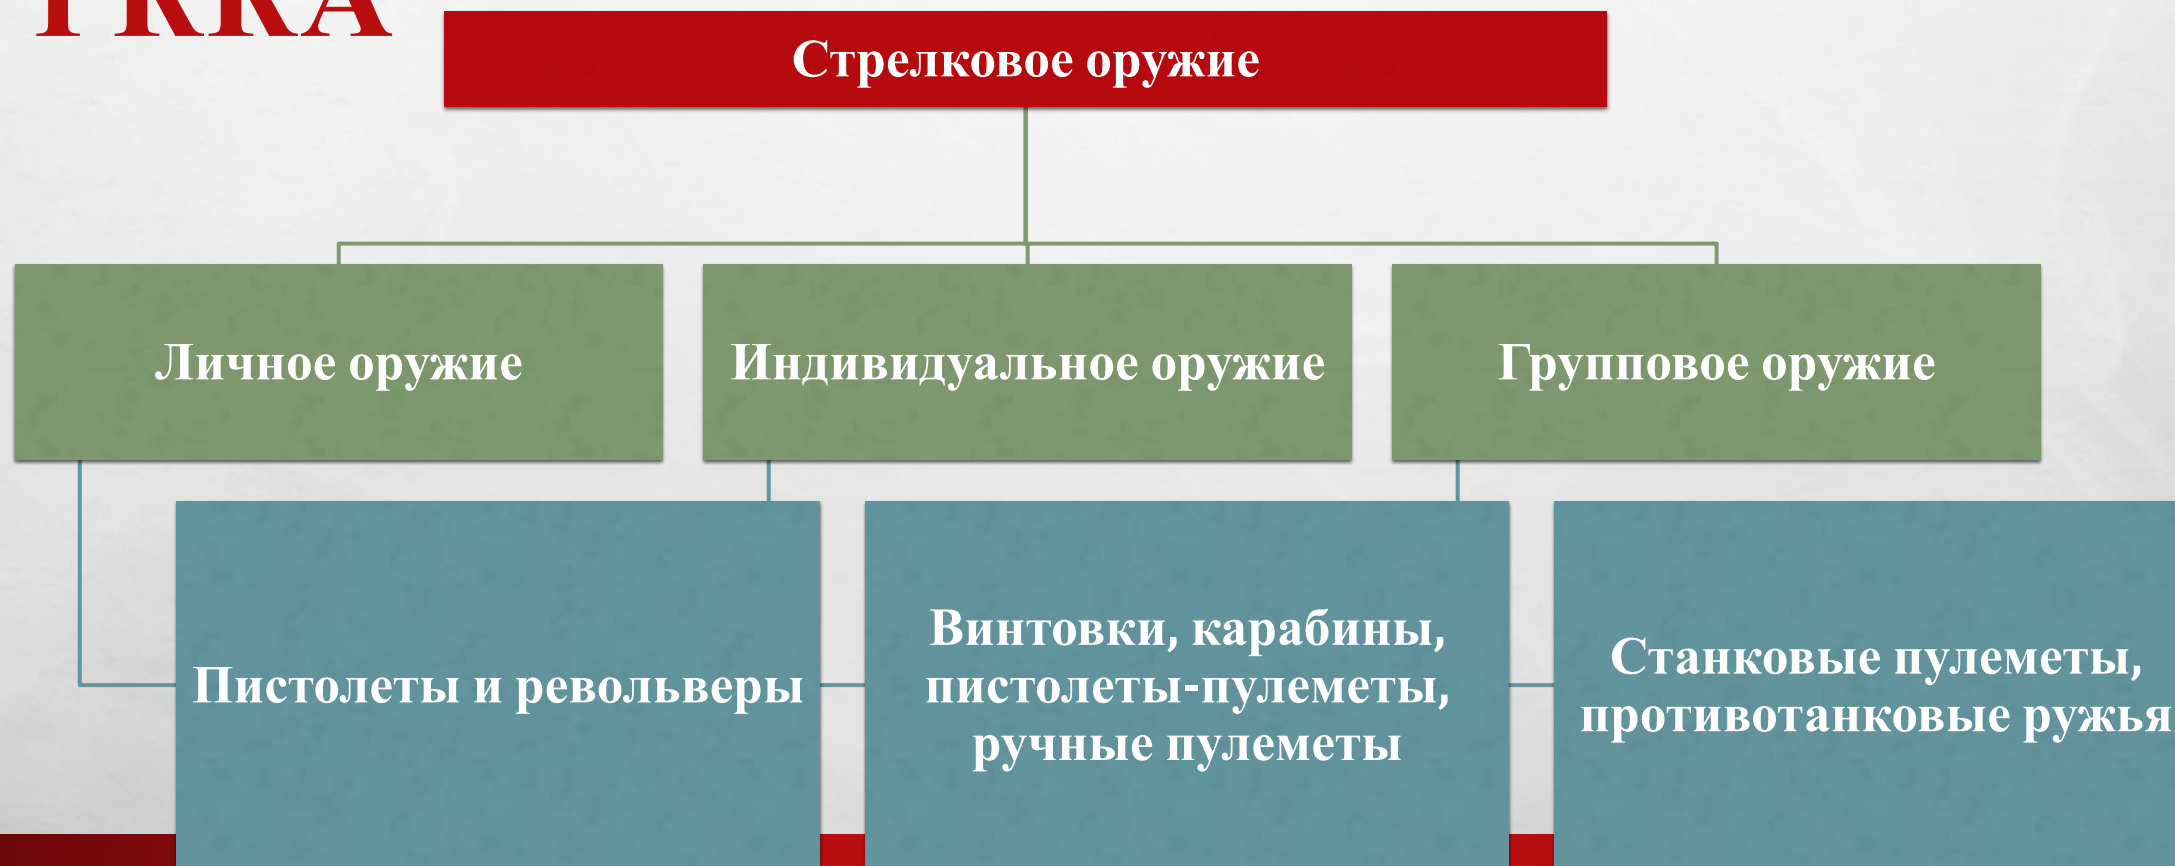 РККА
Стрелковое оружие
Личное оружие
Индивидуальное оружие
Групповое оружие
Пистолеты и револьверы
Винтовки, карабины,
пистолеты-пулеметы,
ручные пулеметы
Станковые пулеметы,
противотанковые ружья